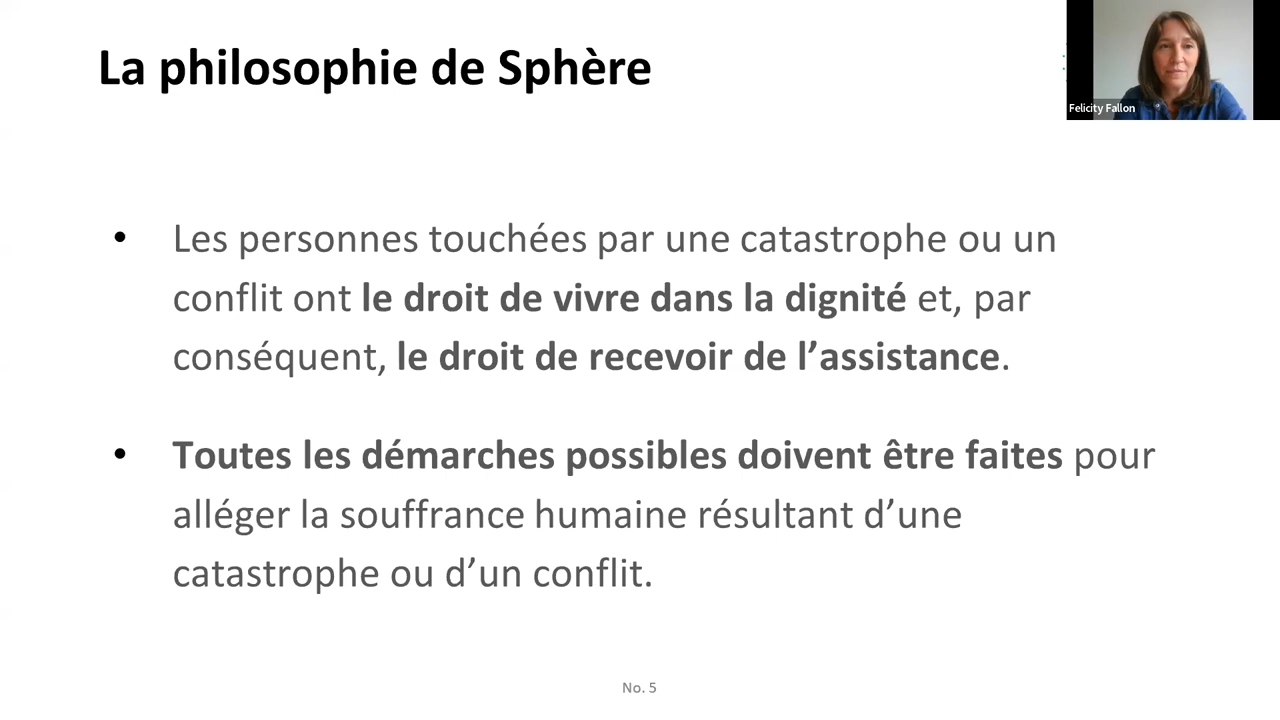 La philosophie de Sphère
Felicity Fallon
• Les personnes touchées par une catastrophe ou un
conflit ont le droit de vivre dans la dignité et, par
conséquent, le droit de recevoir de l’assistance.
• Toutes les démarches possibles doivent être faites pour
alléger la souffrance humaine résultant d’une
catastrophe ou d’un conflit.
No. 5